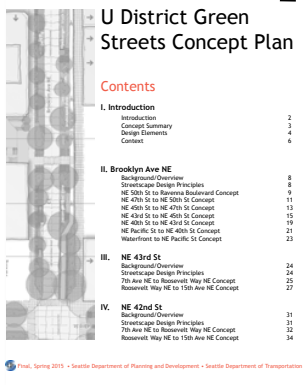 U District Green
Streets Concept Plan
Contents
I. Introduction
Introduction 2
Concept Summary 3
Design Elements 4
Context 6
II. Brooklyn Ave NE
Background/Overview 8
Streetscape Design Principles 8
NE 50th St to Ravenna Boulevard Concept 9
NE 47th St to NE 50th St Concept 11
NE 45th St to NE 47th St Concept 13
NE 43rd St to NE 45th St Concept 15
NE 40th St to NE 43rd St Concept 19
NE Pacific St to NE 40th St Concept 21
Waterfront to NE Pacific St Concept 23
III. NE 43rd St
Background/Overview 24
Streetscape Design Principles 24
7th Ave NE to Roosevelt Way NE Concept 25
Roosevelt Way NE to 15th Ave NE Concept 27
IV. NE 42nd St
Background/Overview 31
Streetscape Design Principles 31
7th Ave NE to Roosevelt Way NE Concept 32
Roosevelt Way NE to 15th Ave NE Concept 34
Final, Spring 2015 • Seattle Department of Planning and Development • Seattle Department of Transportation